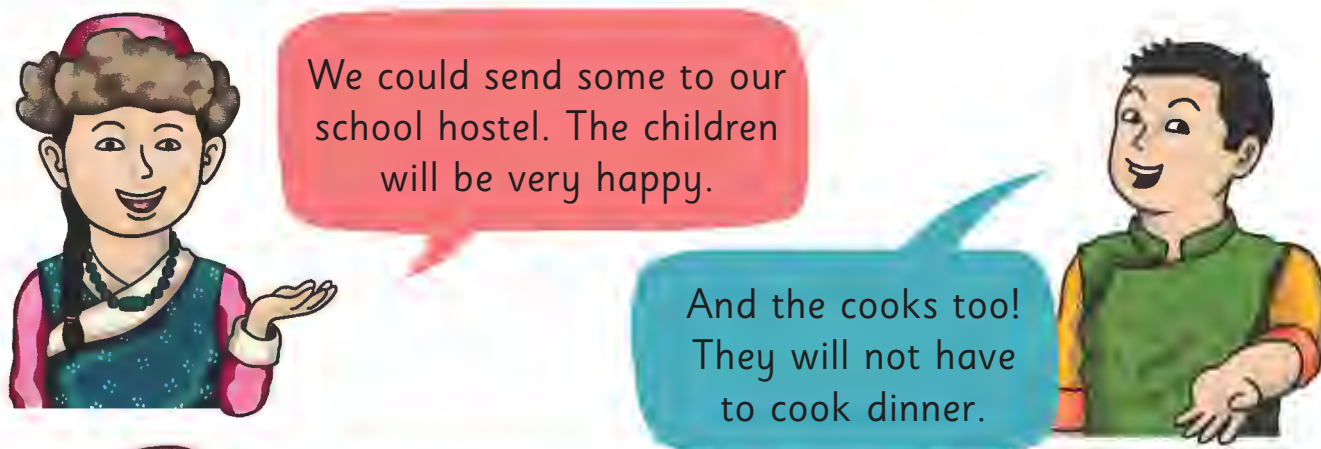 We could send some to our
school hostel. The children
will be very happy.
And the cooks too!
They will not have
to cook dinner.